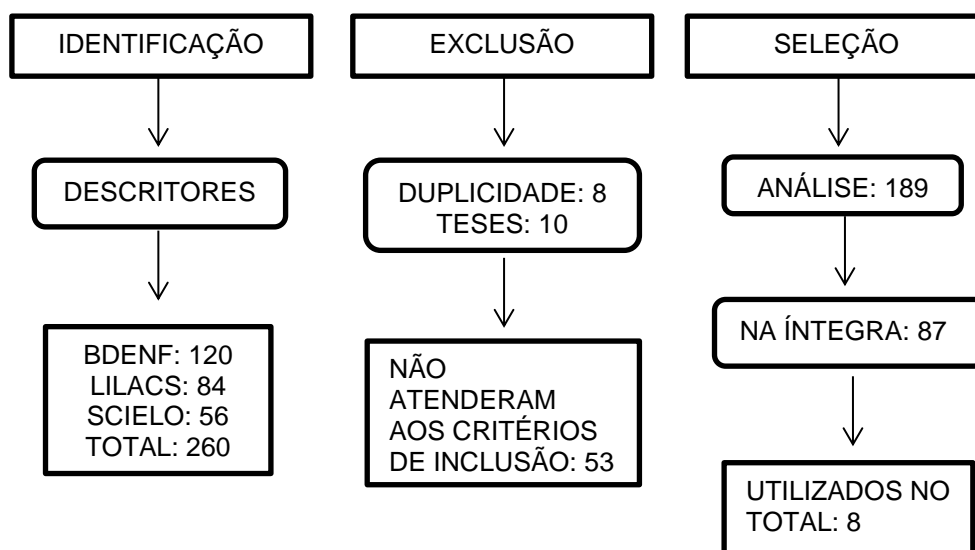 IDENTIFICAÇÃO
DESCRITORES
BDENF: 120
LILACS: 84
SCIELO: 56
TOTAL: 260
EXCLUSÃO
DUPLICIDADE: 8
TESES: 10
NÃO
ATENDERAM
AOS CRITÉRIOS
DE INCLUSÃO: 53
SELEÇÃO
ANÁLISE: 189
NA ÍNTEGRA: 87
UTILIZADOS NO
TOTAL: 8